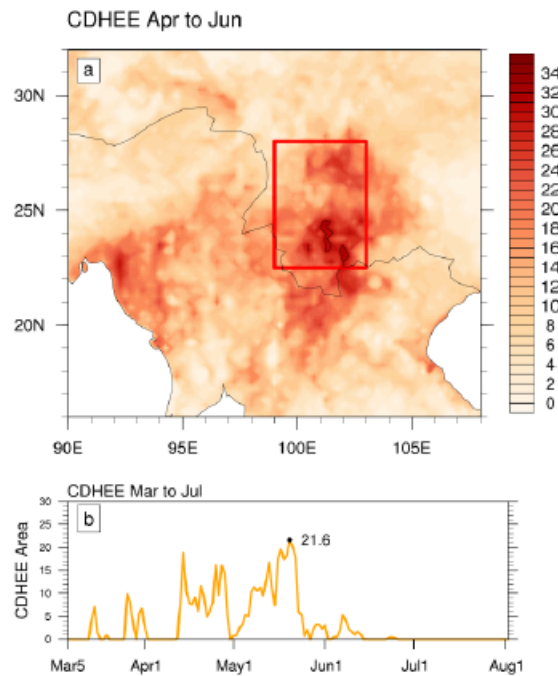 CDHEE Apr to Jun
a
30N
25N
20N
90E
95E
100E
105E
34
32
30
28
26
24
22
20
18
16
14
12
10
8
6
4
2
0
CDHEE Mar to Jul
b
CDHEE Area
30
25
20
15
10
5
0
21.6
Mar5
Apr1
May1
Jun1
Jul1
Aug1